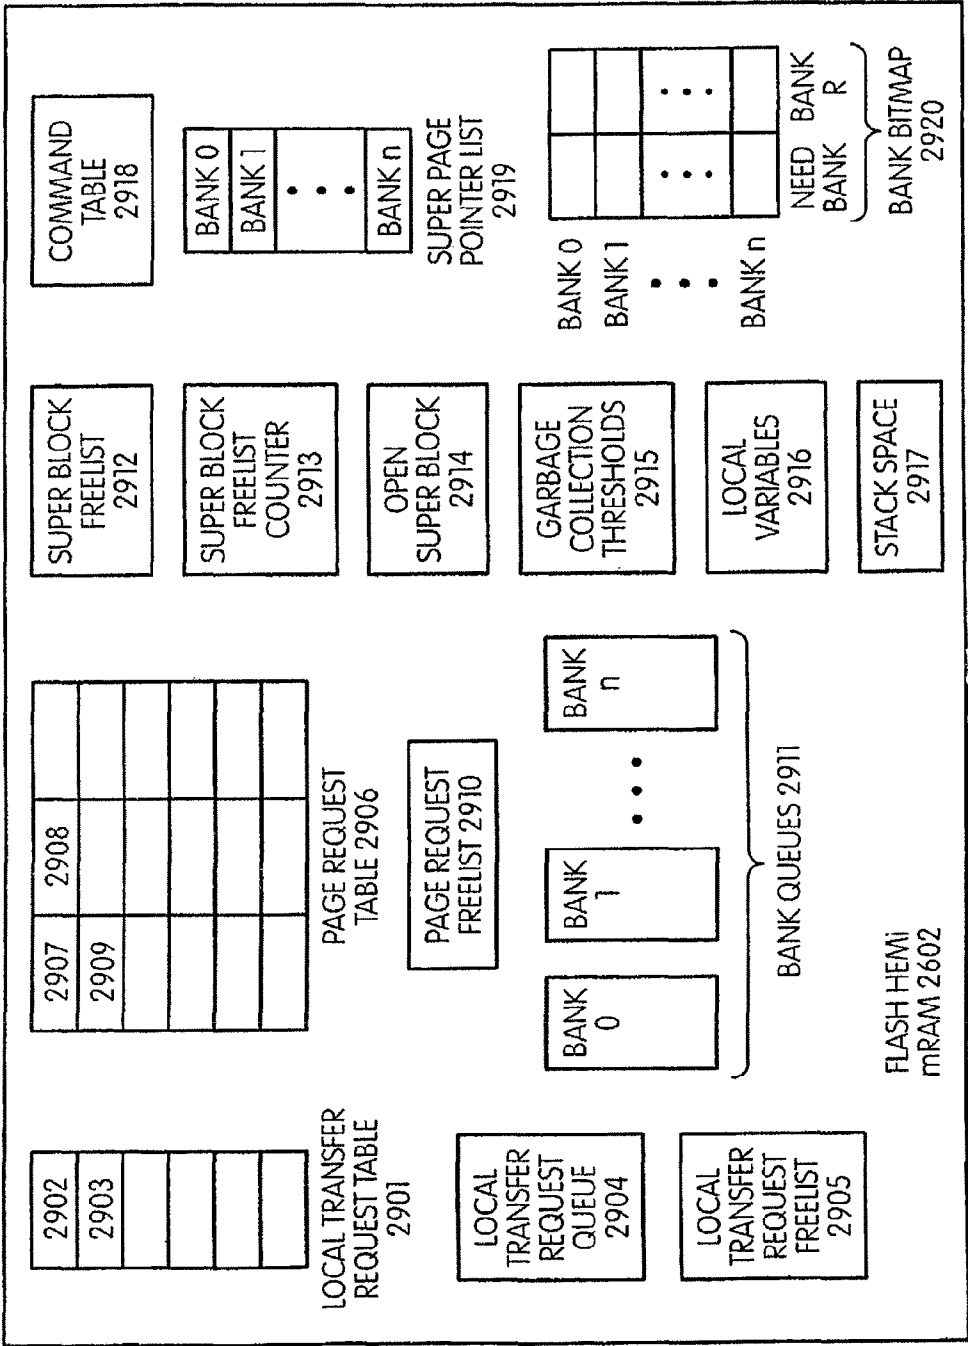 2902
2903
LOCAL TRANSFER
REQUEST TABLE
2901
LOCAL
TRANSFER
REQUEST
QUEUE
2904
LOCAL
TRANSFER
REQUEST
FREELIST
2905
2907 2908
2909
PAGE REQUEST
TABLE 2906
PAGE REQUEST
FREELIST 2910
BANK
0
BANK
1
BANK
n
BANK QUEUES 2911
FLASH HEMi
mRAM 2602
SUPER BLOCK
FREELIST
2912
SUPER BLOCK
FREELIST
COUNTER
2913
OPEN
SUPER BLOCK
2914
GARBAGE
COLLECTION
THRESHOLDS
2915
LOCAL
VARIABLES
2916
STACK SPACE
2917
COMMAND
TABLE
2918
BANK 0
BANK 1
BANK n
SUPER PAGE
POINTER LIST
2919
BANK 0
BANK 1
BANK n
NEED
BANK
BANK
R
BANK BITMAP
2920